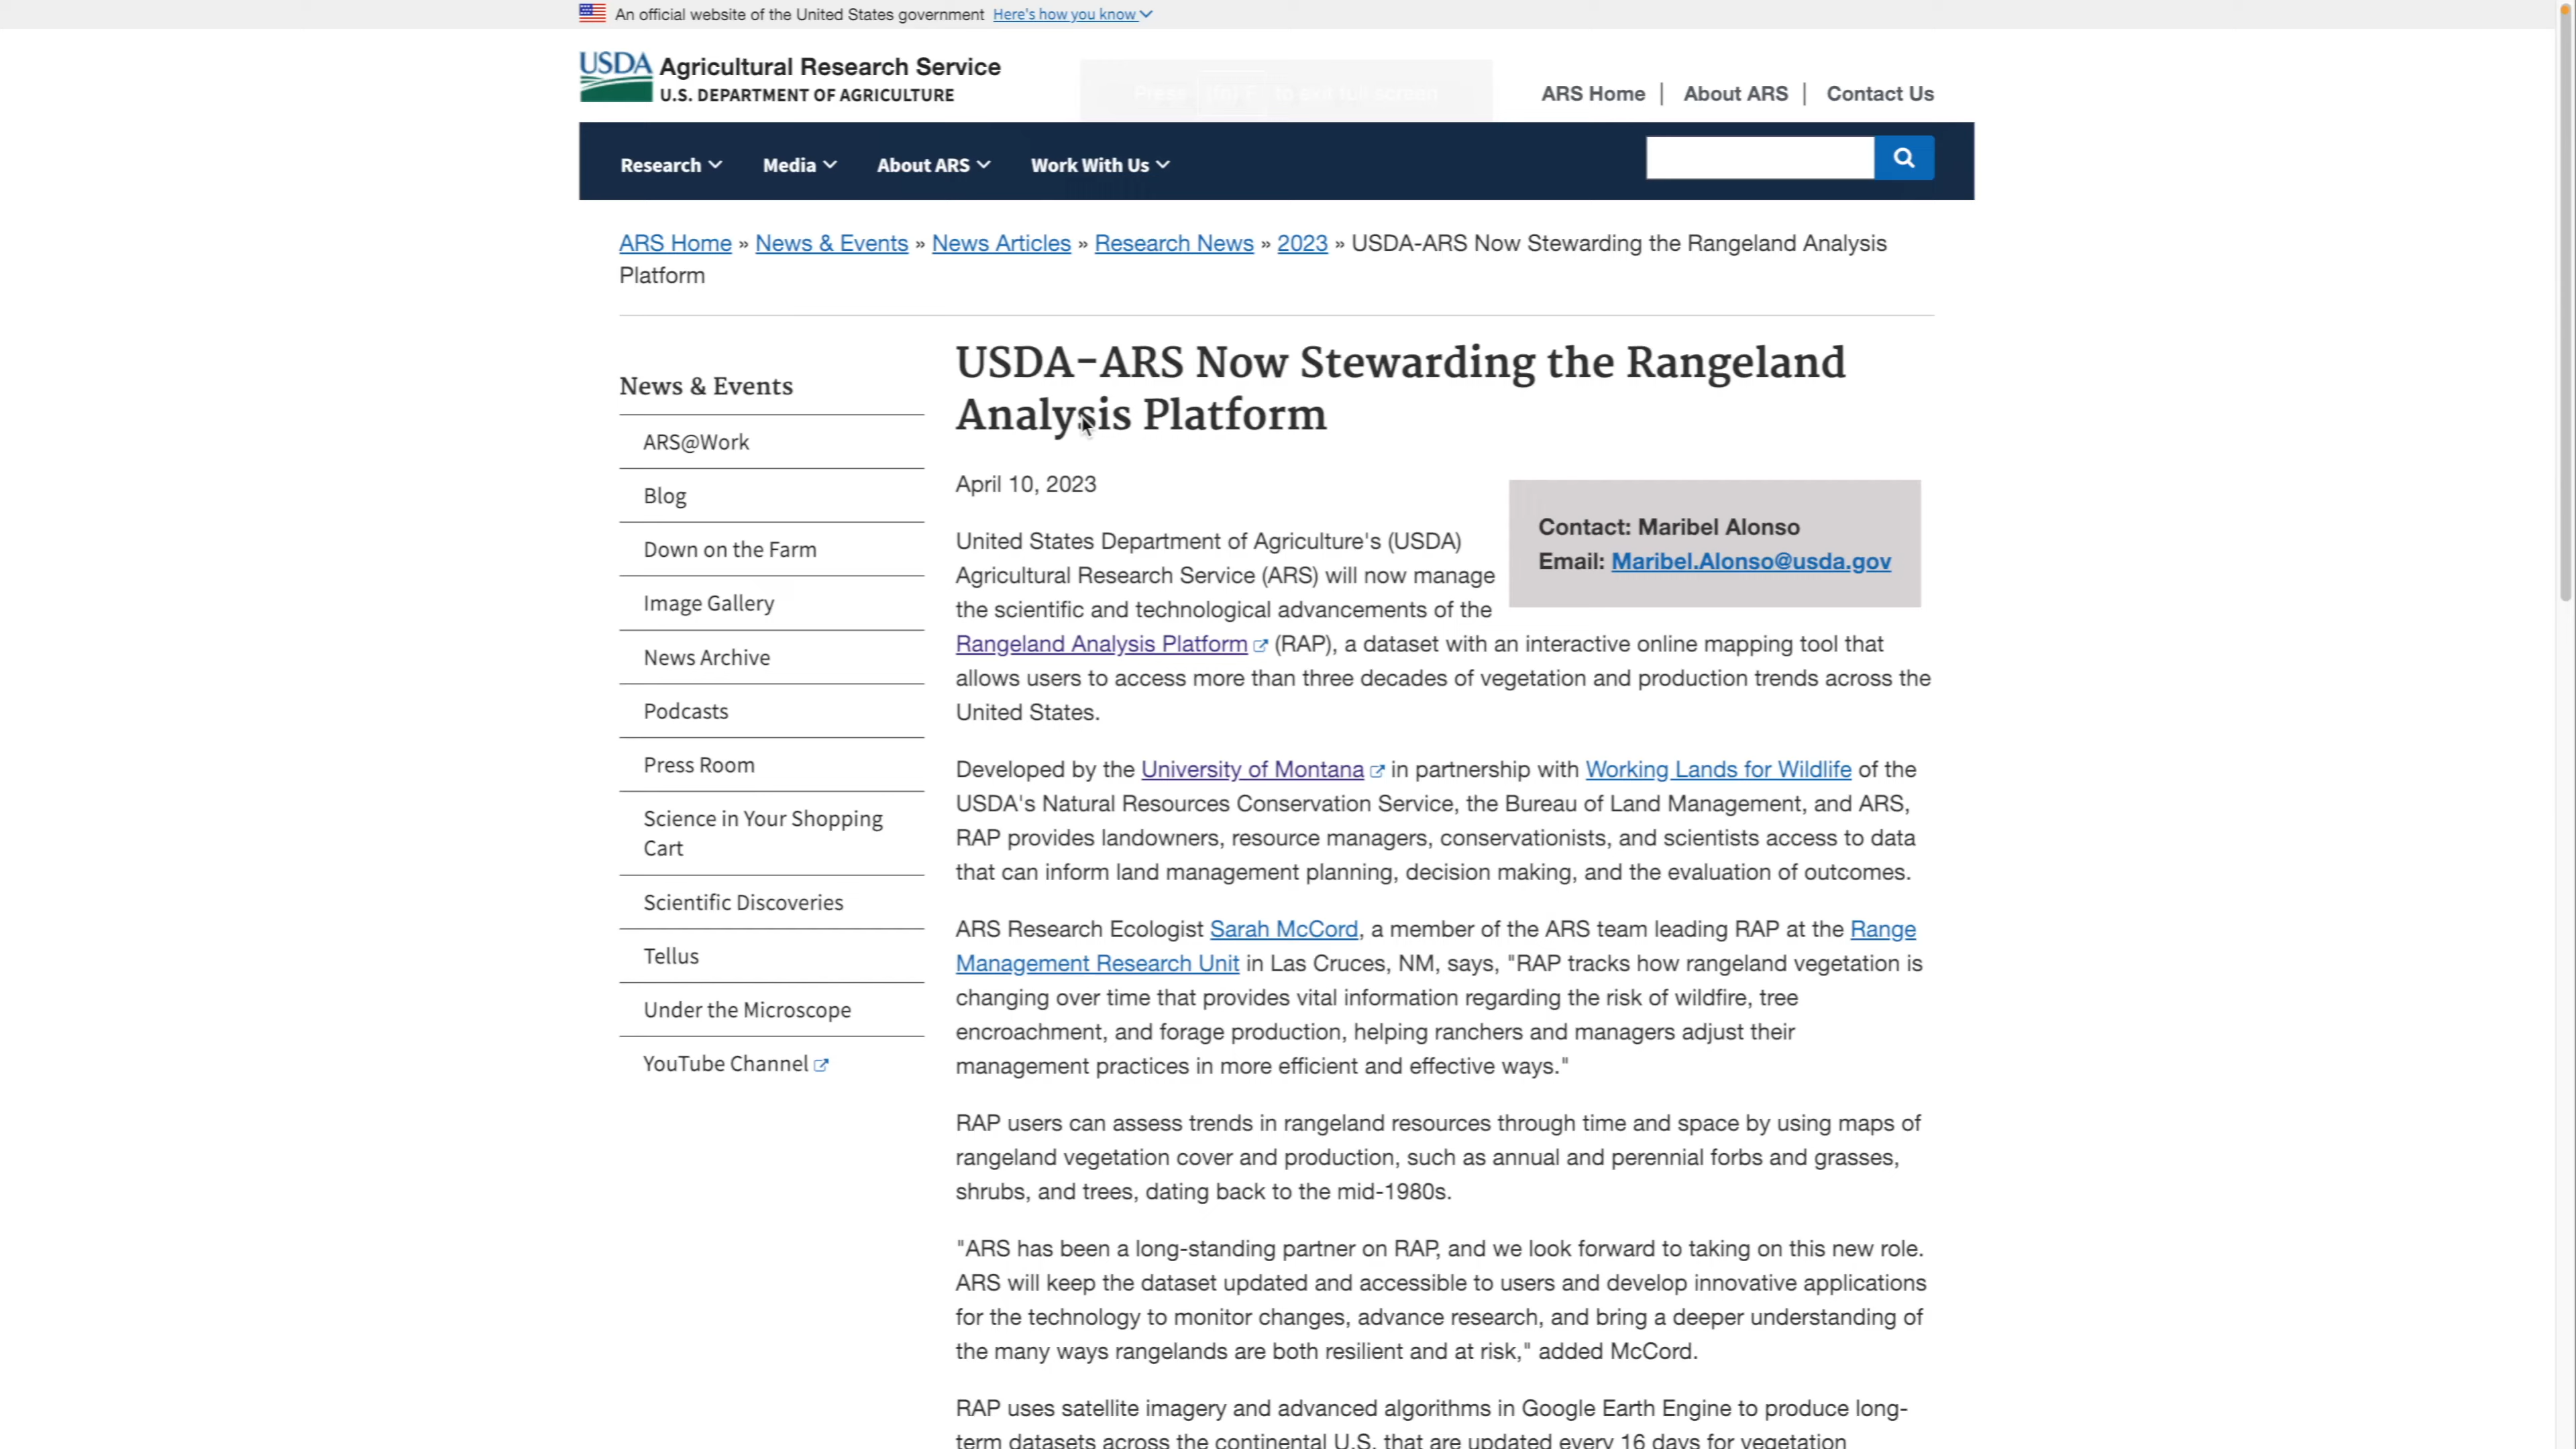 An official website of the United States government Here's how you know
USDA Agricultural Research Service
U.S. DEPARTMENT OF AGRICULTURE
to exit full screen
ARS Home | About ARS | Contact Us
Research Media About ARS Work With Us
ARS Home » News & Events » News Articles » Research News » 2023 » USDA-ARS Now Stewarding the Rangeland Analysis
Platform
News & Events
ARS@Work
Blog
Down on the Farm
Image Gallery
News Archive
Podcasts
Press Room
Science in Your Shopping
Cart
Scientific Discoveries
Tellus
Under the Microscope
YouTube Channel
USDA-ARS Now Stewarding the Rangeland
Analysis Platform
April 10, 2023
Contact: Maribel Alonso
Email: Maribel.Alonso@usda.gov
United States Department of Agriculture's (USDA)
Agricultural Research Service (ARS) will now manage
the scientific and technological advancements of the
Rangeland Analysis Platform (RAP), a dataset with an interactive online mapping tool that
allows users to access more than three decades of vegetation and production trends across the
United States.
Developed by the University of Montana in partnership with Working Lands for Wildlife of the
USDA's Natural Resources Conservation Service, the Bureau of Land Management, and ARS,
RAP provides landowners, resource managers, conservationists, and scientists access to data
that can inform land management planning, decision making, and the evaluation of outcomes.
ARS Research Ecologist Sarah McCord, a member of the ARS team leading RAP at the Range
Management Research Unit in Las Cruces, NM, says, "RAP tracks how rangeland vegetation is
changing over time that provides vital information regarding the risk of wildfire, tree
encroachment, and forage production, helping ranchers and managers adjust their
management practices in more efficient and effective ways."
RAP users can assess trends in rangeland resources through time and space by using maps of
rangeland vegetation cover and production, such as annual and perennial forbs and grasses,
shrubs, and trees, dating back to the mid-1980s.
"ARS has been a long-standing partner on RAP, and we look forward to taking on this new role.
ARS will keep the dataset updated and accessible to users and develop innovative applications
for the technology to monitor changes, advance research, and bring a deeper understanding of
the many ways rangelands are both resilient and at risk," added McCord.
RAP uses satellite imagery and advanced algorithms in Google Earth Engine to produce long-
term datasets across the continental U.S. that are updated every 16 days for vegetation